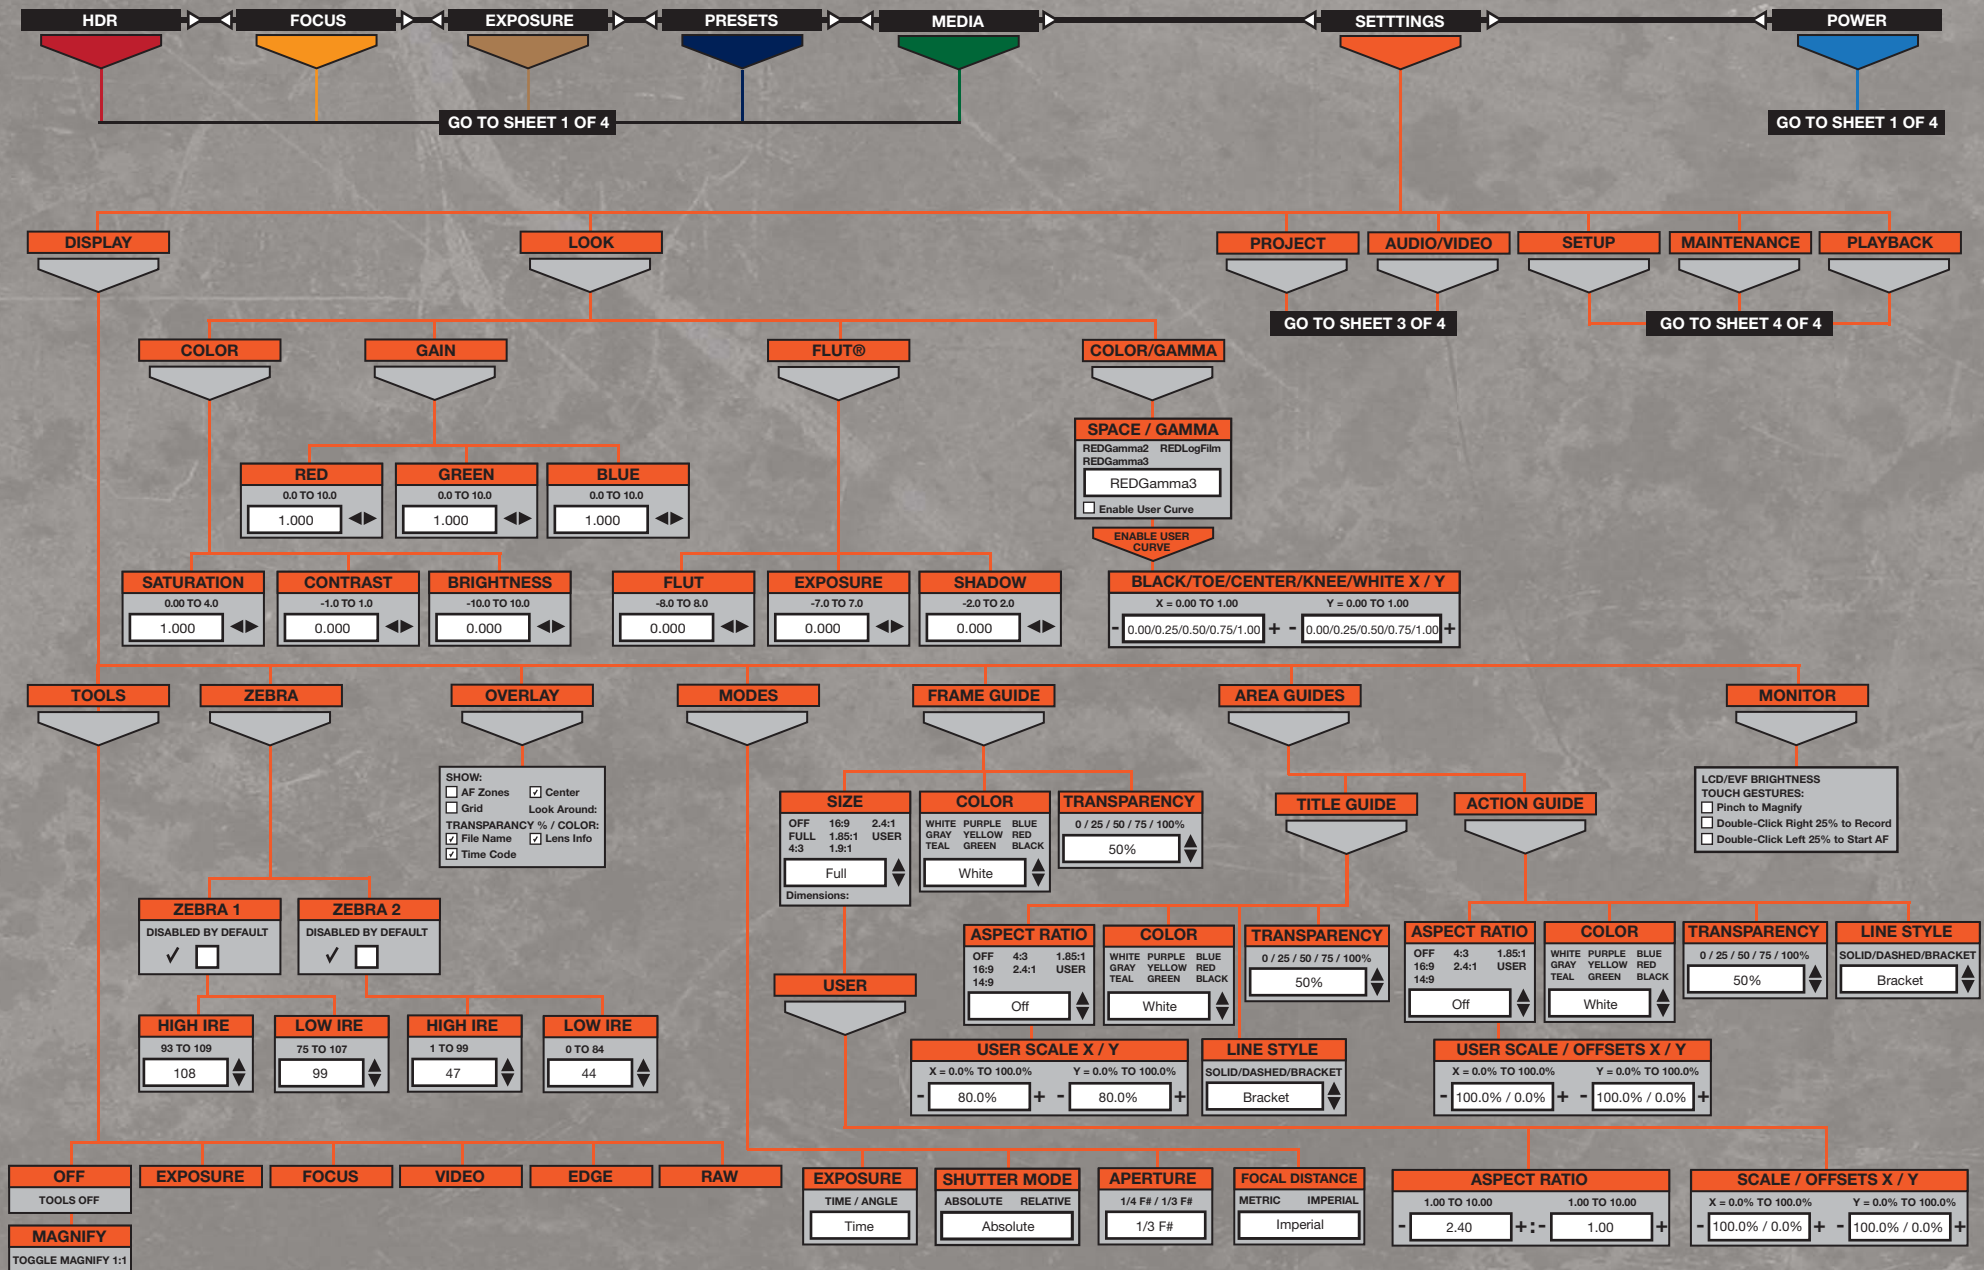 HDR
FOCUS
EXPOSURE
PRESETS
MEDIA
SETTTINGS
POWER
GO TO SHEET 1 OF 4
GO TO SHEET 1 OF 4
DISPLAY
LOOK
PROJECT
AUDIO/VIDEO
SETUP
MAINTENANCE
PLAYBACK
GO TO SHEET 3 OF 4
GO TO SHEET 4 OF 4
COLOR
GAIN
FLUT®
COLOR/GAMMA
SPACE / GAMMA
REDGamma2 REDLogFilm
REDGamma3
REDGamma3
Enable User Curve
ENABLE USER
CURVE
RED
0.0 TO 10.0
1.000
GREEN
0.0 TO 10.0
1.000
BLUE
0.0 TO 10.0
1.000
SATURATION
0.00 TO 4.0
1.000
CONTRAST
-1.0 TO 1.0
0.000
BRIGHTNESS
-10.0 TO 10.0
0.000
FLUT
-8.0 TO 8.0
0.000
EXPOSURE
-7.0 TO 7.0
0.000
SHADOW
-2.0 TO 2.0
0.000
BLACK/TOE/CENTER/KNEE/WHITE X / Y
X = 0.00 TO 1.00 Y = 0.00 TO 1.00
- 0.00/0.25/0.50/0.75/1.00 + - 0.00/0.25/0.50/0.75/1.00 +
TOOLS
ZEBRA
OVERLAY
MODES
FRAME GUIDE
AREA GUIDES
MONITOR
SHOW:
AF Zones ✓ Center
Grid Look Around:
TRANSPARANCY % / COLOR:
✓ File Name ✓ Lens Info
✓ Time Code
LCD/EVF BRIGHTNESS
TOUCH GESTURES:
Pinch to Magnify
Double-Click Right 25% to Record
Double-Click Left 25% to Start AF
SIZE
OFF 16:9 2.4:1
FULL 1.85:1 USER
4:3 1.9:1
Full
Dimensions:
COLOR
WHITE PURPLE BLUE
GRAY YELLOW RED
TEAL GREEN BLACK
White
TRANSPARENCY
0 / 25 / 50 / 75 / 100%
50%
TITLE GUIDE
ACTION GUIDE
ZEBRA 1
DISABLED BY DEFAULT
✓
ZEBRA 2
DISABLED BY DEFAULT
✓
HIGH IRE
93 TO 109
108
LOW IRE
75 TO 107
99
HIGH IRE
1 TO 99
47
LOW IRE
0 TO 84
44
USER
ASPECT RATIO
OFF 4:3 1.85:1
16:9 2.4:1 USER
14:9
Off
COLOR
WHITE PURPLE BLUE
GRAY YELLOW RED
TEAL GREEN BLACK
White
TRANSPARENCY
0 / 25 / 50 / 75 / 100%
50%
ASPECT RATIO
OFF 4:3 1.85:1
16:9 2.4:1 USER
14:9
Off
COLOR
WHITE PURPLE BLUE
GRAY YELLOW RED
TEAL GREEN BLACK
White
TRANSPARENCY
0 / 25 / 50 / 75 / 100%
50%
LINE STYLE
SOLID/DASHED/BRACKET
Bracket
USER SCALE X / Y
X = 0.0% TO 100.0% Y = 0.0% TO 100.0%
- 80.0% + - 80.0% +
LINE STYLE
SOLID/DASHED/BRACKET
Bracket
USER SCALE / OFFSETS X / Y
X = 0.0% TO 100.0% Y = 0.0% TO 100.0%
- 100.0% / 0.0% + - 100.0% / 0.0% +
OFF
TOOLS OFF
MAGNIFY
TOGGLE MAGNIFY 1:1
EXPOSURE
FOCUS
VIDEO
EDGE
RAW
EXPOSURE
TIME / ANGLE
Time
SHUTTER MODE
ABSOLUTE RELATIVE
Absolute
APERTURE
1/4 F# / 1/3 F#
1/3 F#
FOCAL DISTANCE
METRIC IMPERIAL
Imperial
ASPECT RATIO
1.00 TO 10.00 1.00 TO 10.00
- 2.40 +:- 1.00 +
SCALE / OFFSETS X / Y
X = 0.0% TO 100.0% Y = 0.0% TO 100.0%
- 100.0% / 0.0% + - 100.0% / 0.0% +